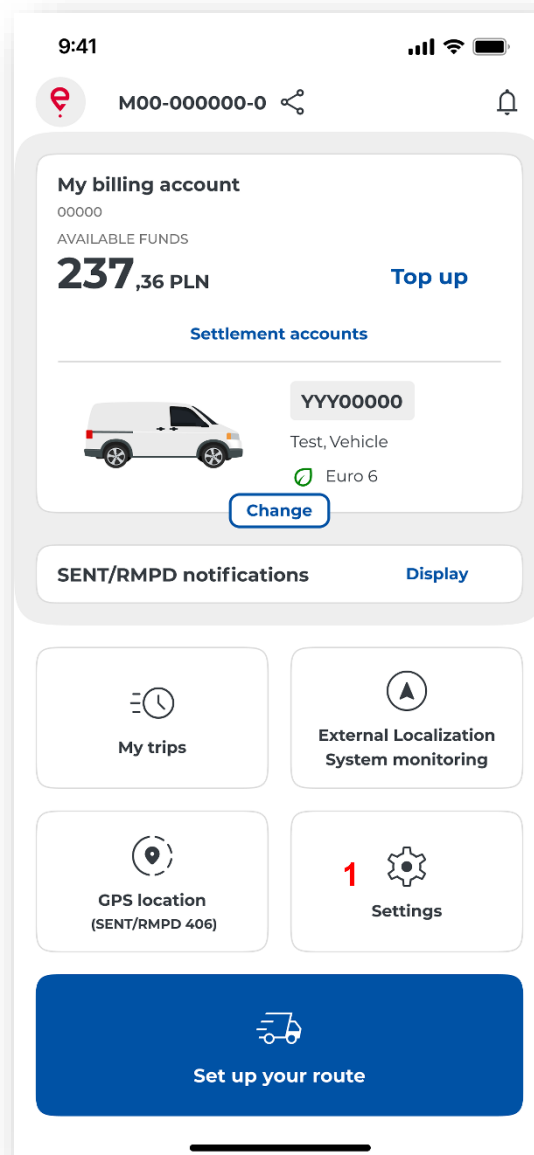 9:41
M00-000000-0
My billing account
00000
AVAILABLE FUNDS
237,36 PLN
Top up
Settlement accounts
YYY00000
Test, Vehicle
Euro 6
Change
SENT/RMPD notifications
Display
My trips
External Localization
System monitoring
GPS location
(SENT/RMPD 406)
1
Settings
Set up your route